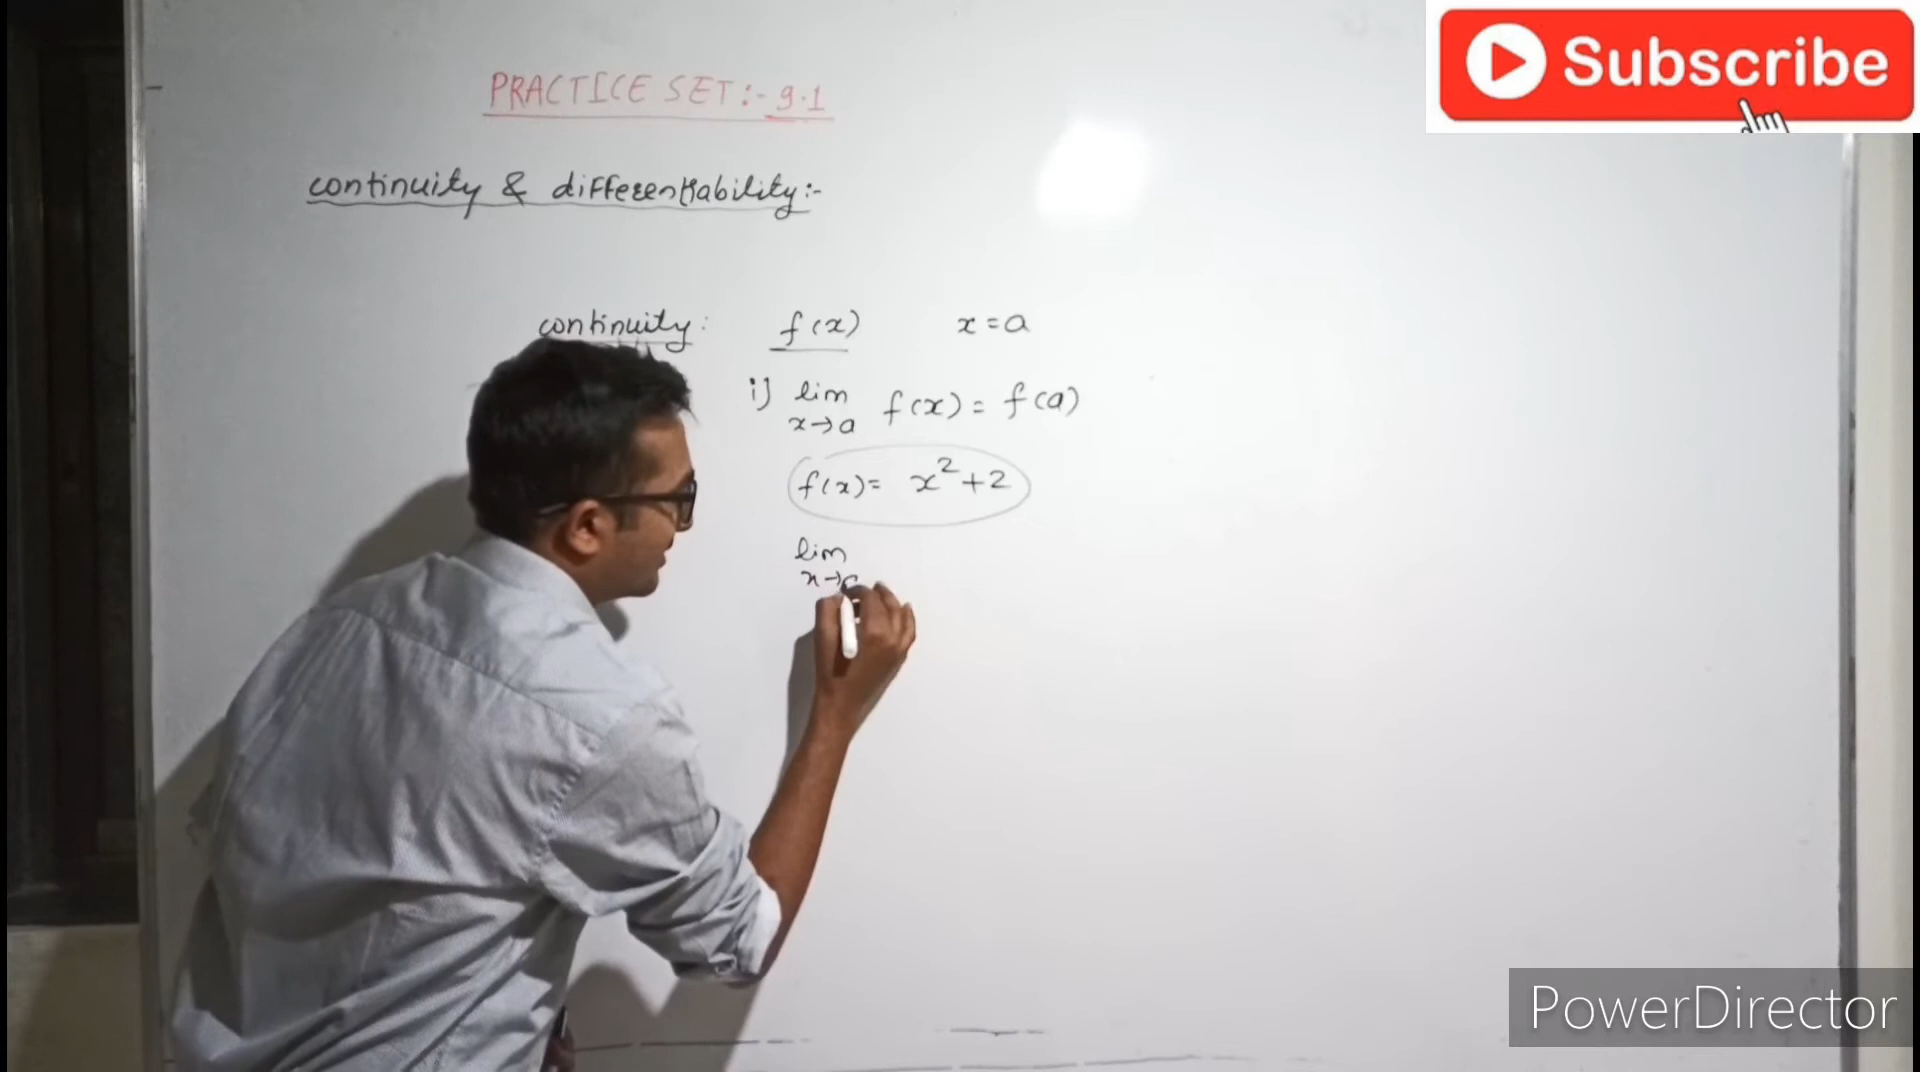 Subscribe
PRACTICE SET:- 9.1
continuity & differentiability:-
continuity: f(x) x=a
i) lim x→a f(x) = f(a)
f(x)= x²+2
lim
x→
PowerDirector